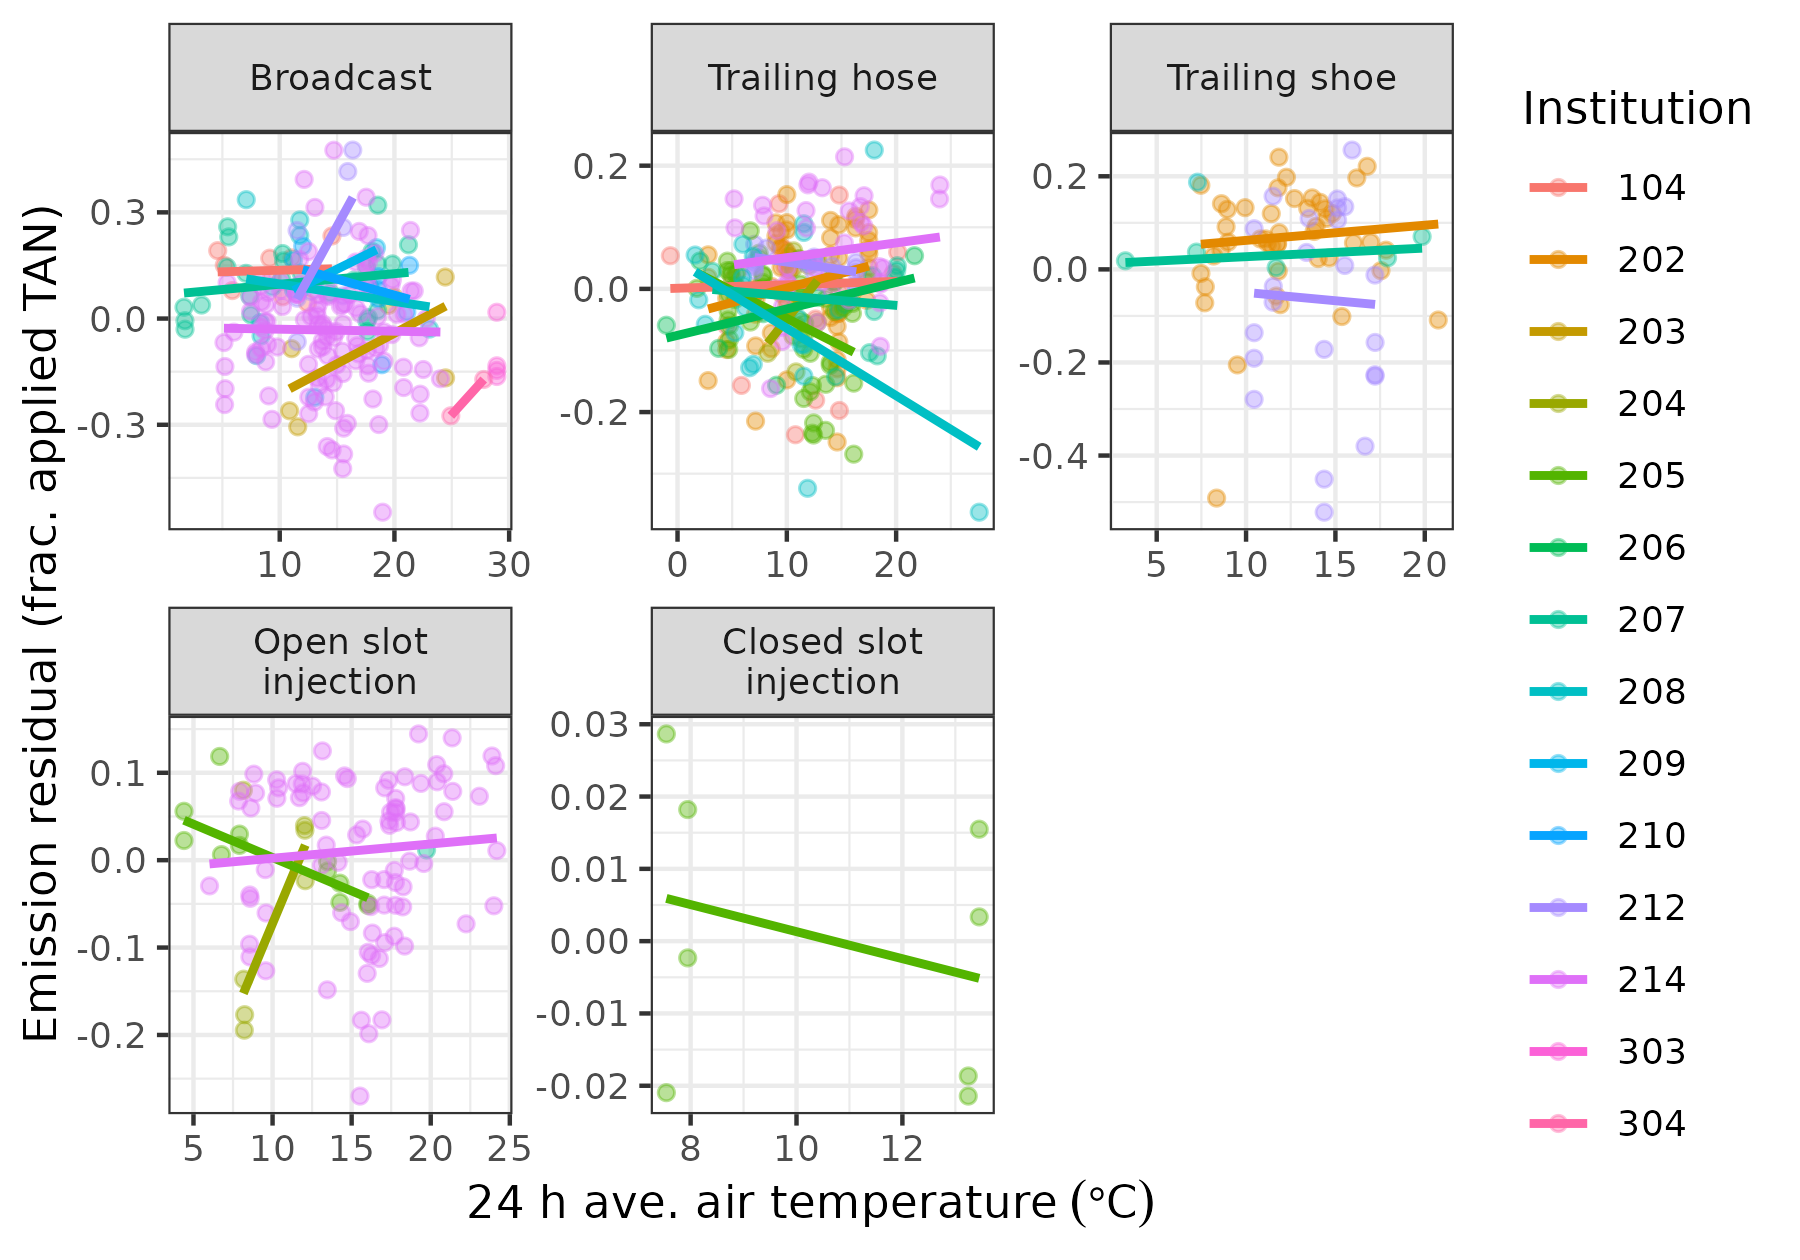 Broadcast
Trailing hose
Trailing shoe
Institution
104
202
203
204
205
206
207
208
209
210
212
214
303
304
0.3
0.0
-0.3
10 20 30
0.2
0.0
-0.2
0 10 20
0.2
0.0
-0.2
-0.4
5 10 15 20
Open slot
injection
Closed slot
injection
0.1
0.0
-0.1
-0.2
5 10 15 20 25
0.03
0.02
0.01
0.00
-0.01
-0.02
8 10 12
Emission residual (frac. applied TAN)
24 h ave. air temperature (°C)